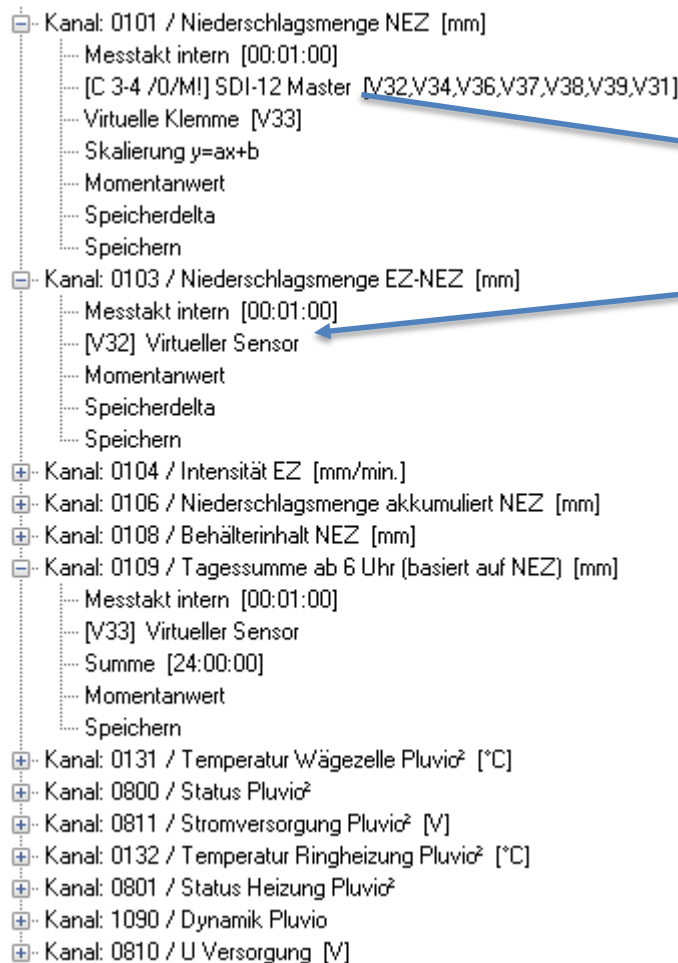 Kanal: 0101 / Niederschlagsmenge NEZ [mm]
Messtakt intern [00:01:00]
[C 3-4 /0/M!] SDI-12 Master [V32,V34,V36,V37,V38,V39,V31]
Virtuelle Klemme [V33]
Skalierung y=ax+b
Momentanwert
Speicherdelta
Speichern
Kanal: 0103 / Niederschlagsmenge EZ-NEZ [mm]
Messtakt intern [00:01:00]
[V32] Virtueller Sensor
Momentanwert
Speicherdelta
Speichern
Kanal: 0104 / Intensität EZ [mm/min.]
Kanal: 0106 / Niederschlagsmenge akkumuliert NEZ [mm]
Kanal: 0108 / Behälterinhalt NEZ [mm]
Kanal: 0109 / Tagessumme ab 6 Uhr (basiert auf NEZ) [mm]
Messtakt intern [00:01:00]
[V33] Virtueller Sensor
Summe [24:00:00]
Momentanwert
Speichern
Kanal: 0131 / Temperatur Wägezelle Pluvio² [°C]
Kanal: 0800 / Status Pluvio²
Kanal: 0811 / Stromversorgung Pluvio² [V]
Kanal: 0132 / Temperatur Ringheizung Pluvio² [°C]
Kanal: 0801 / Status Heizung Pluvio²
Kanal: 1090 / Dynamik Pluvio
Kanal: 0810 / U Versorgung [V]